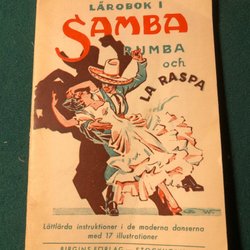 LÄROBOK I
SAMBA
RUMBA
och
LA RASPA
Lättlärda instruktioner i de moderna danserna
med 17 illustrationer